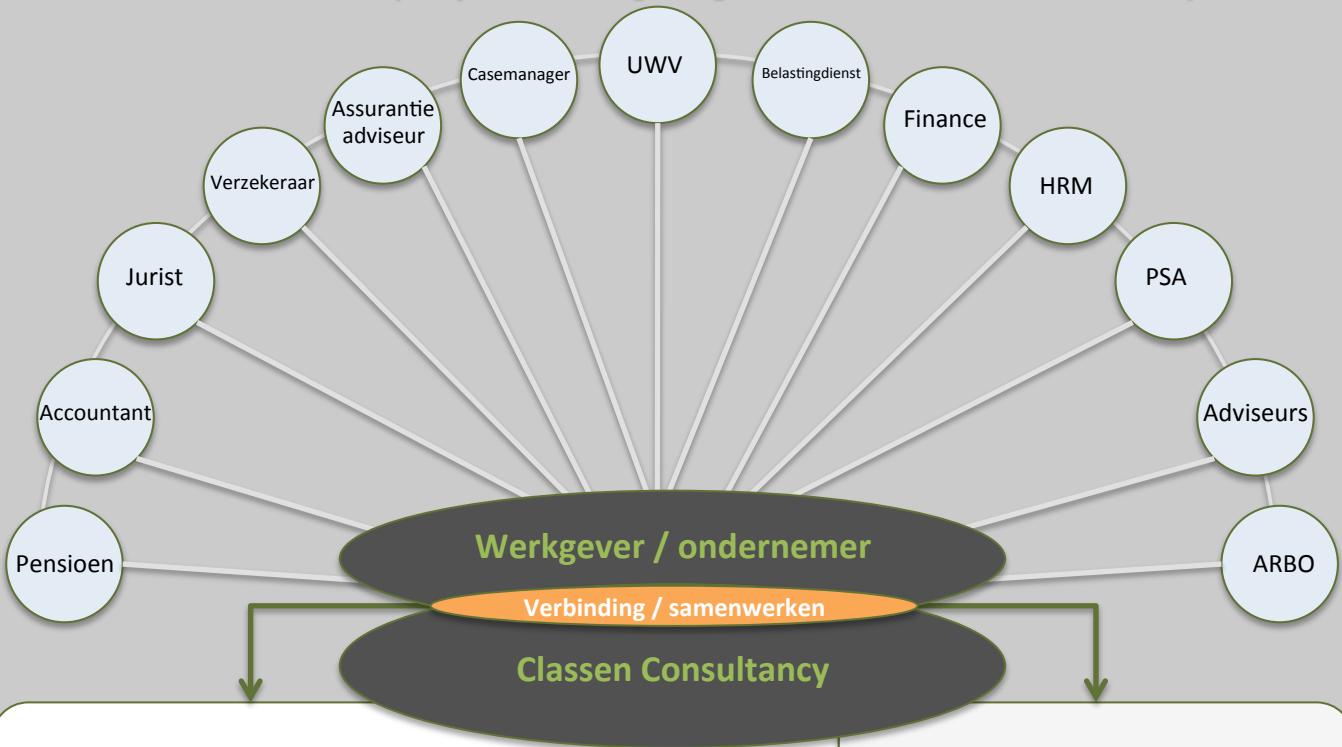 UWV
Casemanager
Belastingdienst
Assurantie
adviseur
Finance
Verzekeraar
HRM
Jurist
PSA
Accountant
Adviseurs
Pensioen
ARBO
Werkgever / ondernemer
Verbinding / samenwerken
Classen Consultancy